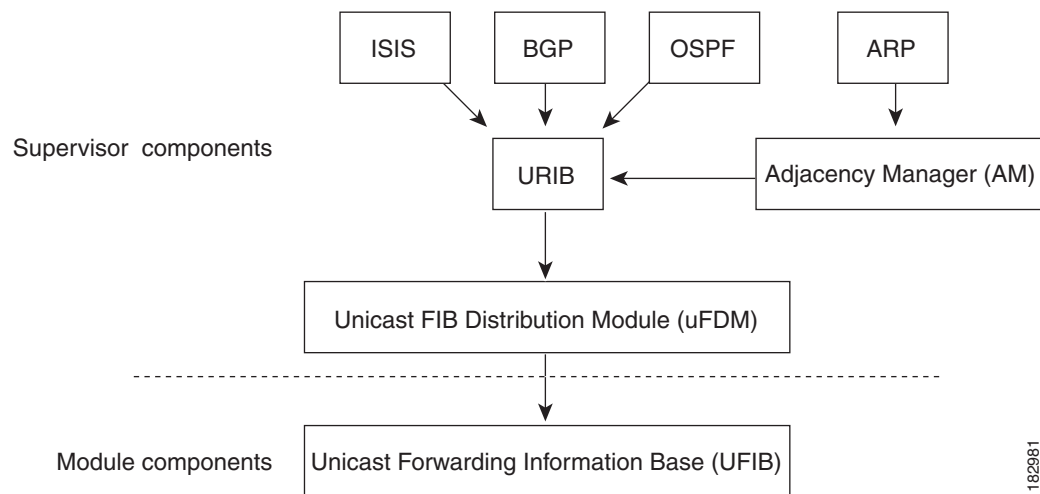 ISIS
BGP
OSPF
ARP
Supervisor components
URIB
Adjacency Manager (AM)
Unicast FIB Distribution Module (uFDM)
Module components
Unicast Forwarding Information Base (UFIB)
182981